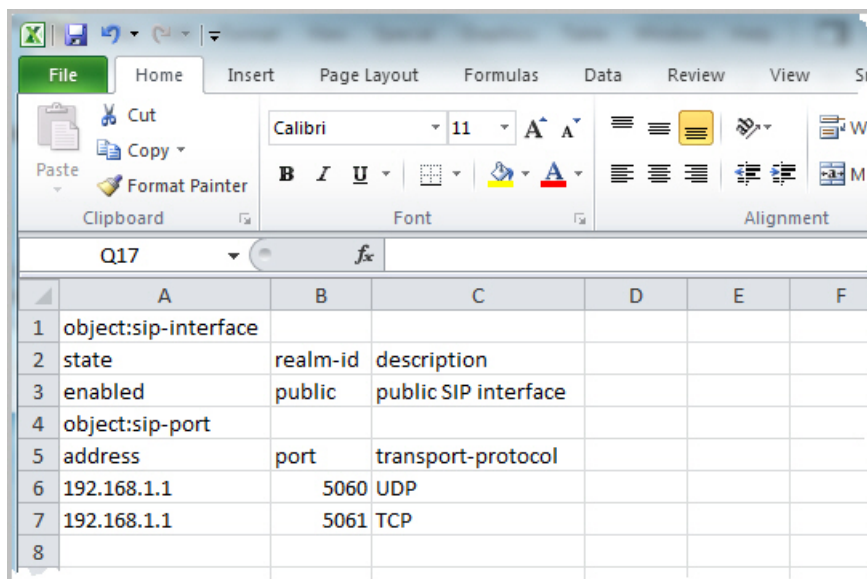 File Home Insert Page Layout Formulas Data Review View
Cut
Copy
Paste
Format Painter
Calibri 11 A A
B I U A
Clipboard Font Alignment
Q17 fx
A B C D E F
1 object:sip-interface
2 state realm-id description
3 enabled public public SIP interface
4 object:sip-port
5 address port transport-protocol
6 192.168.1.1 5060 UDP
7 192.168.1.1 5061 TCP
8